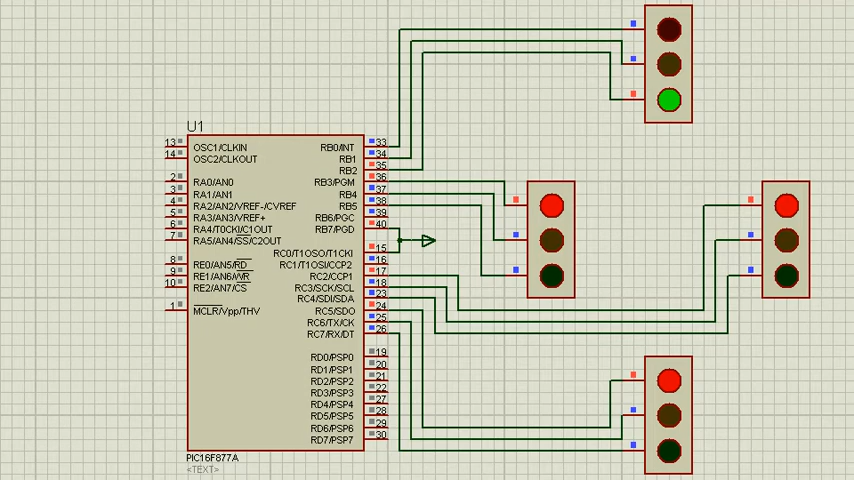 U1
13 OSC1/CLKIN RB0/INT 33
14 OSC2/CLKOUT RB1 34
RB2 35
2 RA0/AN0 RB3/PGM 36
3 RA1/AN1 RB4 37
4 RA2/AN2/VREF-/CVREF RB5 38
5 RA3/AN3/VREF+ RB6/PGC 39
6 RA4/T0CKI/C1OUT RB7/PGD 40
7 RA5/AN4/SS/C2OUT
RC0/T1OSO/T1CKI 15
8 RE0/AN5/RD RC1/T1OSI/CCP2 16
9 RE1/AN6/WR RC2/CCP1 17
10 RE2/AN7/CS RC3/SCK/SCL 18
RC4/SDI/SDA 23
1 MCLR/Vpp/THV RC5/SDO 24
RC6/TX/CK 25
RC7/RX/DT 26
RD0/PSP0 19
RD1/PSP1 20
RD2/PSP2 21
RD3/PSP3 22
RD4/PSP4 27
RD5/PSP5 28
RD6/PSP6 29
RD7/PSP7 30
PIC16F877A
<TEXT>